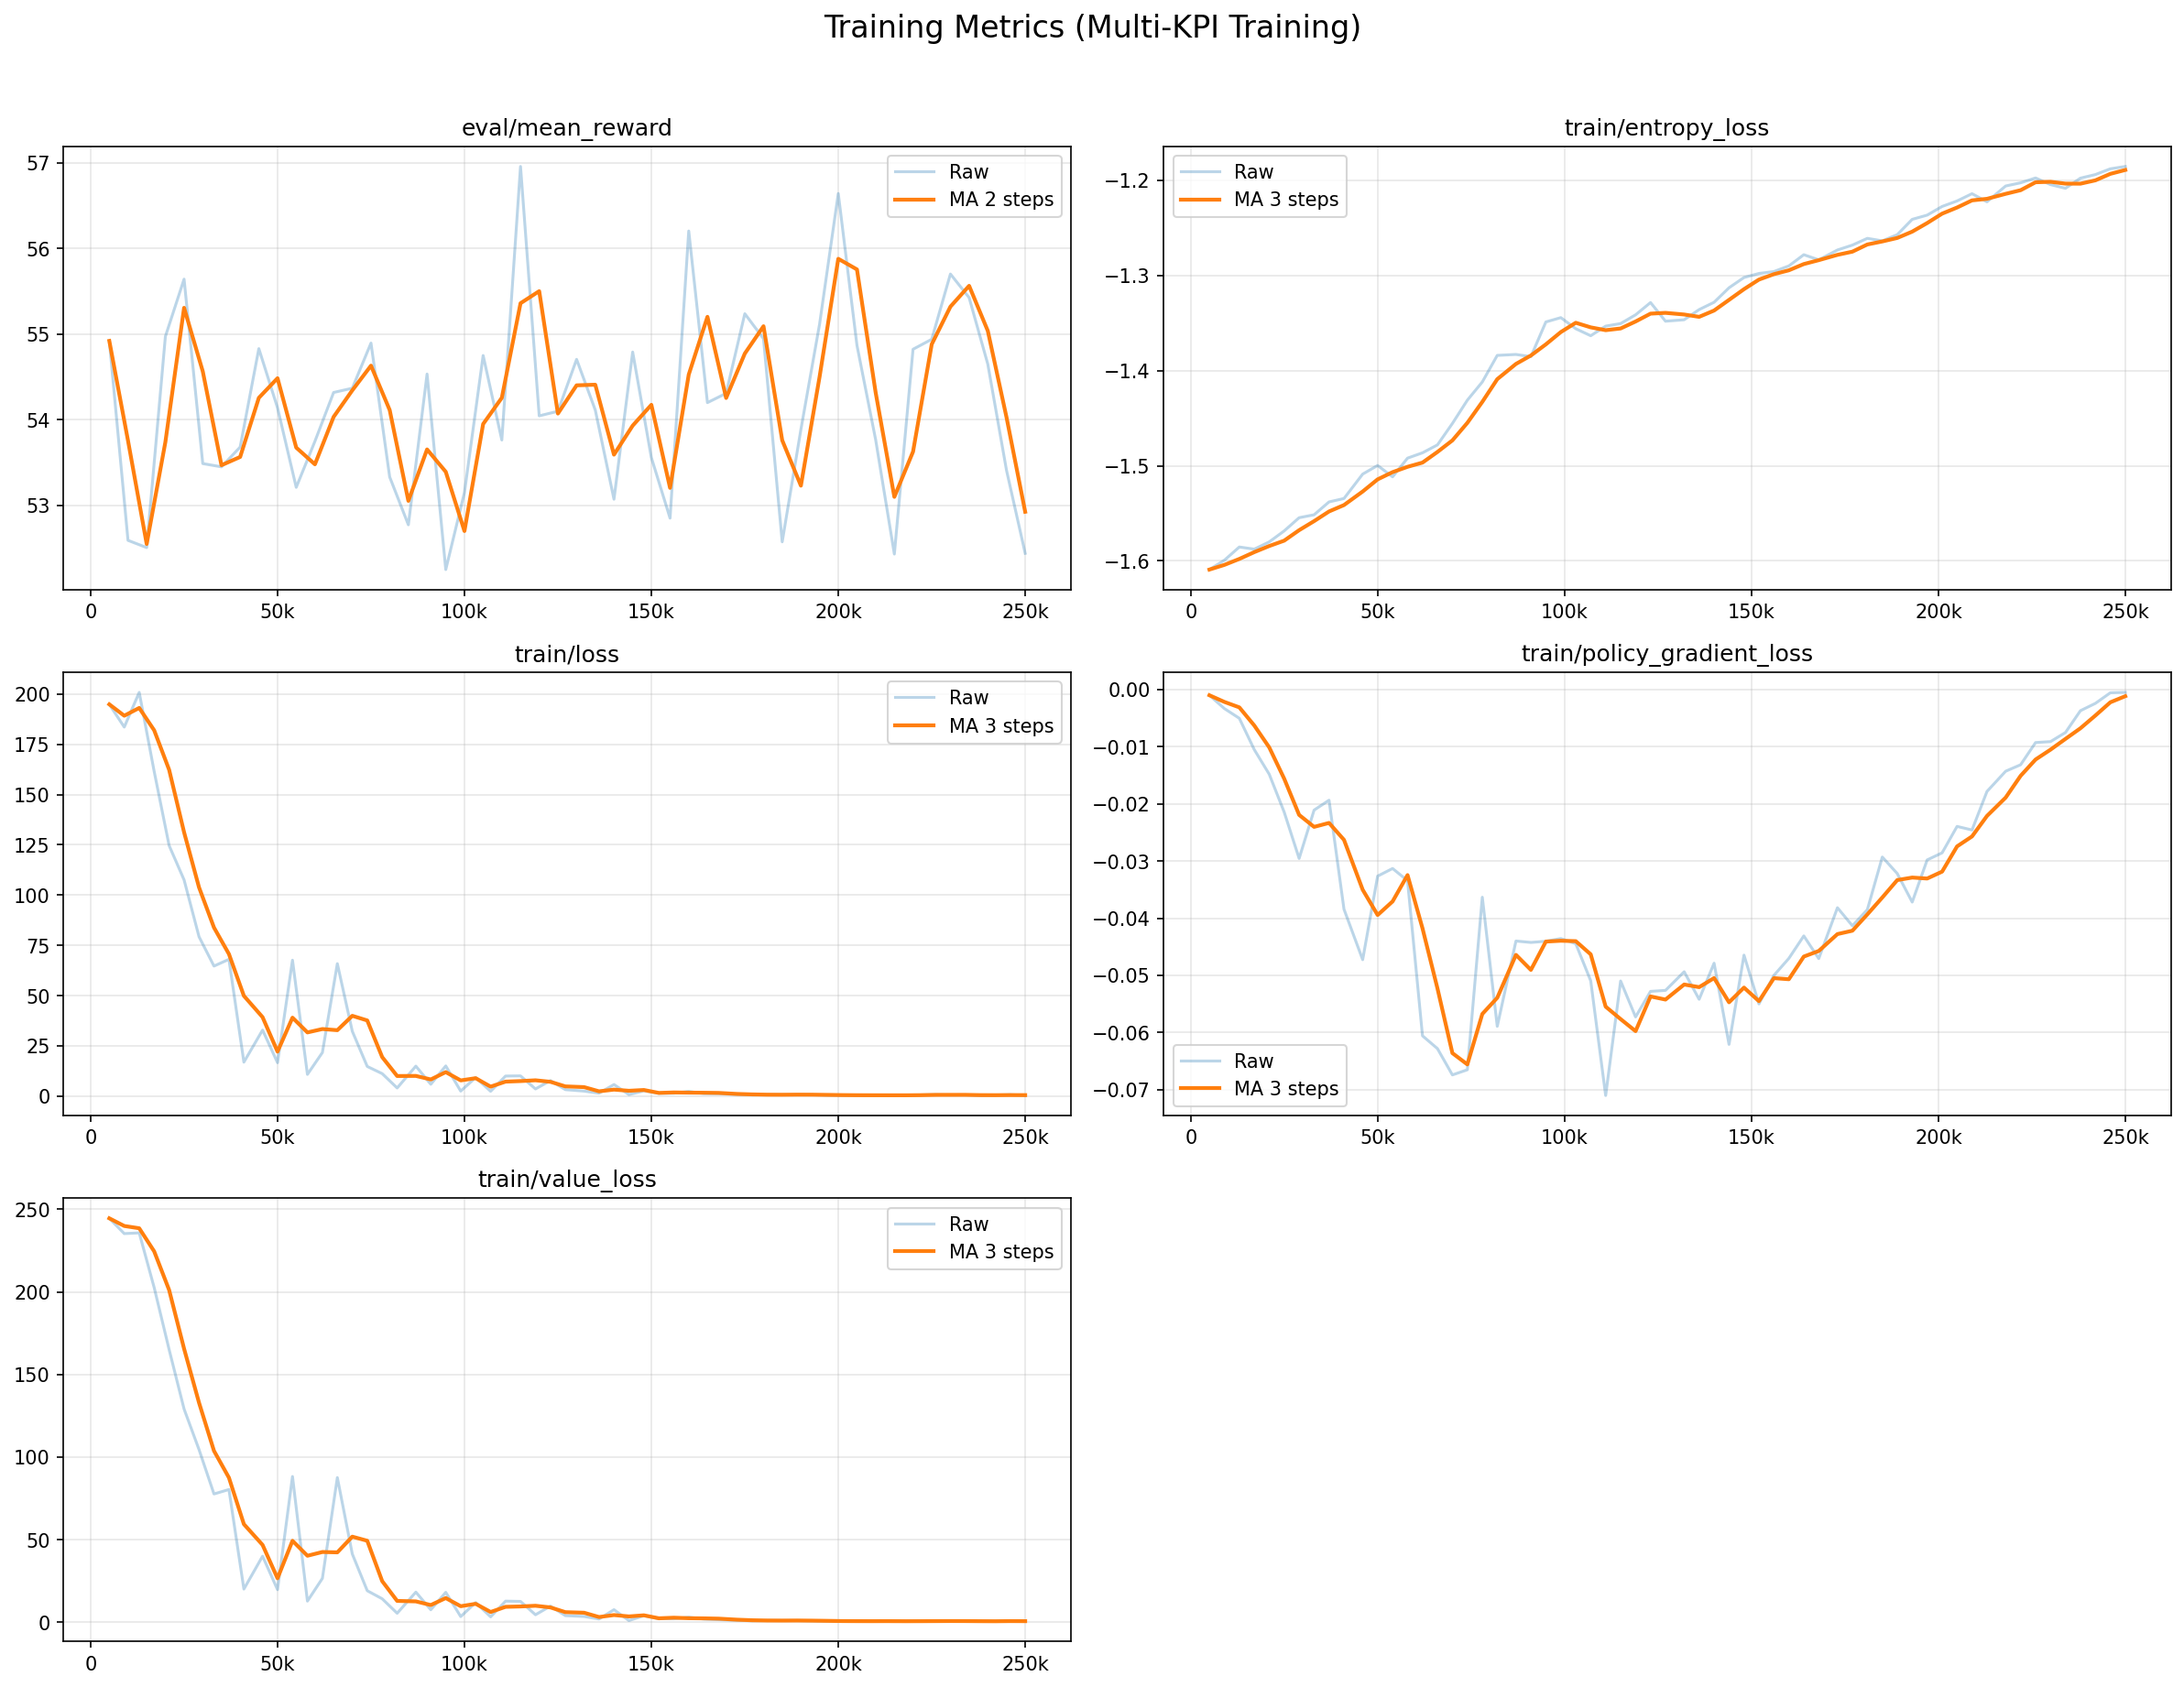 Training Metrics (Multi-KPI Training)
eval/mean_reward
57
56
55
54
53
0
50k
100k
150k
200k
250k
Raw
MA 2 steps
train/entropy_loss
−1.2
−1.3
−1.4
−1.5
−1.6
0
50k
100k
150k
200k
250k
Raw
MA 3 steps
train/loss
200
175
150
125
100
75
50
25
0
0
50k
100k
150k
200k
250k
Raw
MA 3 steps
train/policy_gradient_loss
0.00
−0.01
−0.02
−0.03
−0.04
−0.05
−0.06
−0.07
0
50k
100k
150k
200k
250k
Raw
MA 3 steps
train/value_loss
250
200
150
100
50
0
0
50k
100k
150k
200k
250k
Raw
MA 3 steps